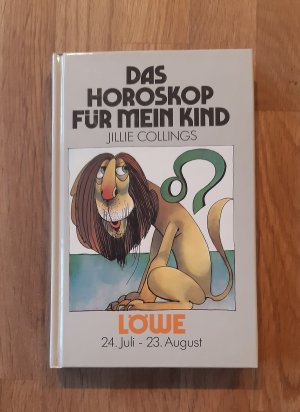 DAS
HOROSKOP
FÜR MEIN KIND
JILLIE COLLINGS
LÖWE
24. Juli - 23. August